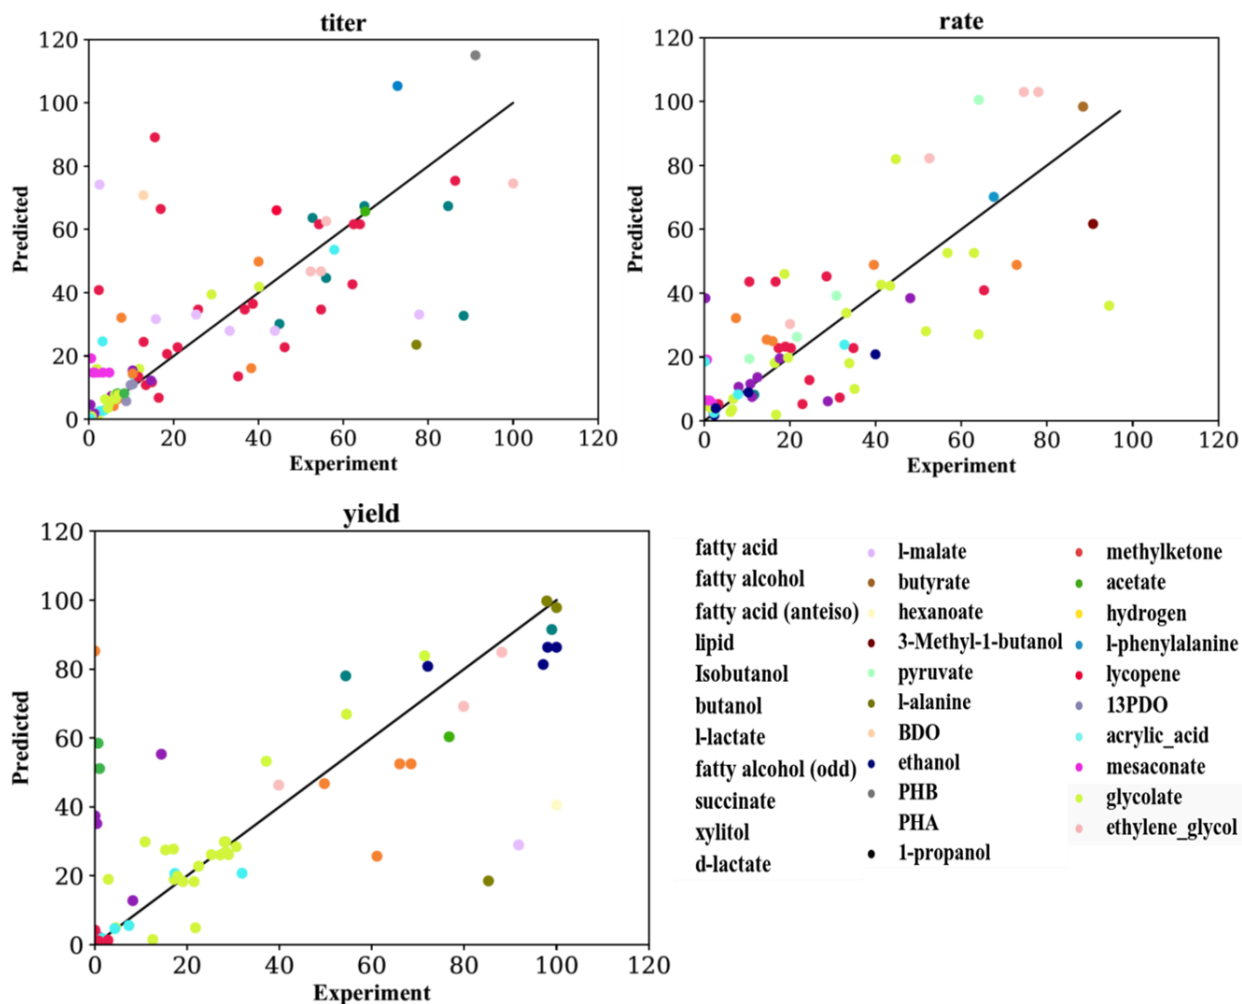 titer
120
100
80
60
40
20
0
Predicted
0 20 40 60 80 100 120
Experiment
rate
120
100
80
60
40
20
0
Predicted
0 20 40 60 80 100 120
Experiment
yield
120
100
80
60
40
20
0
Predicted
0 20 40 60 80 100 120
Experiment
fatty acid
fatty alcohol
fatty acid (anteiso)
lipid
Isobutanol
butanol
l-lactate
fatty alcohol (odd)
succinate
xylitol
d-lactate
l-malate
butyrate
hexanoate
3-Methyl-1-butanol
pyruvate
l-alanine
BDO
ethanol
PHB
PHA
1-propanol
methylketone
acetate
hydrogen
l-phenylalanine
lycopene
13PDO
acrylic_acid
mesaconate
glycolate
ethylene_glycol